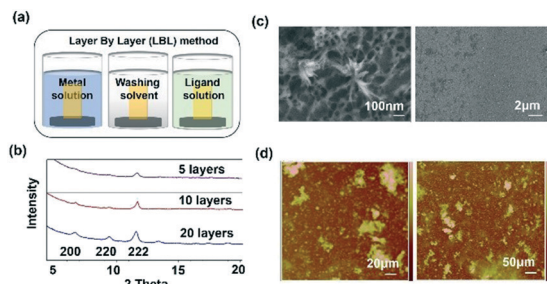 (a)
Layer By Layer (LBL) method
Metal
solution
Washing
solvent
Ligand
solution
(b)
Intensity
5 layers
10 layers
20 layers
200 220 222
5 10 15 20
2 Theta
(c)
100nm
2μm
(d)
20μm
50μm